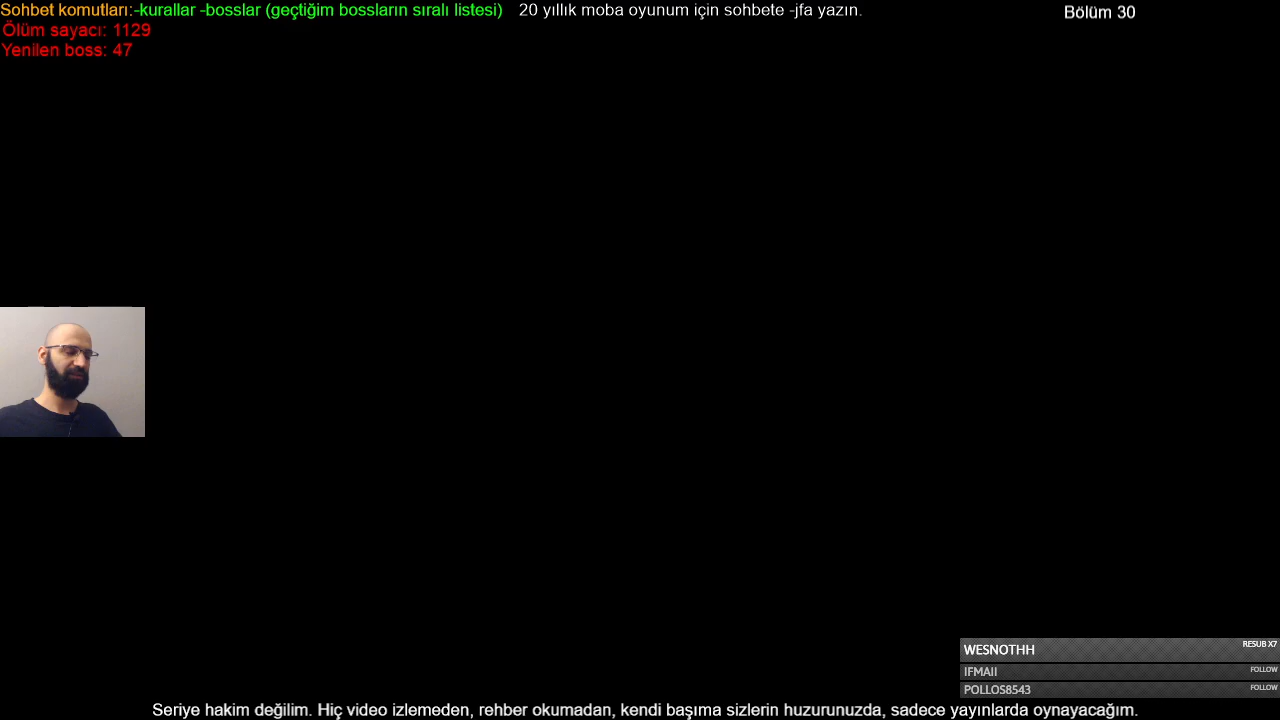 Sohbet komutları:-kurallar -bosslar (geçtiğim bossların sıralı listesi) 20 yıllık moba oyunum için sohbete -jfa yazın. Bölüm 30
Ölüm sayacı: 1129
Yenilen boss: 47
WESNOTHH RESUB X7
IFMAII FOLLOW
POLLOS8543 FOLLOW
Seriye hakim değilim. Hiç video izlemeden, rehber okumadan, kendi başıma sizlerin huzurunuzda, sadece yayınlarda oynayacağım.